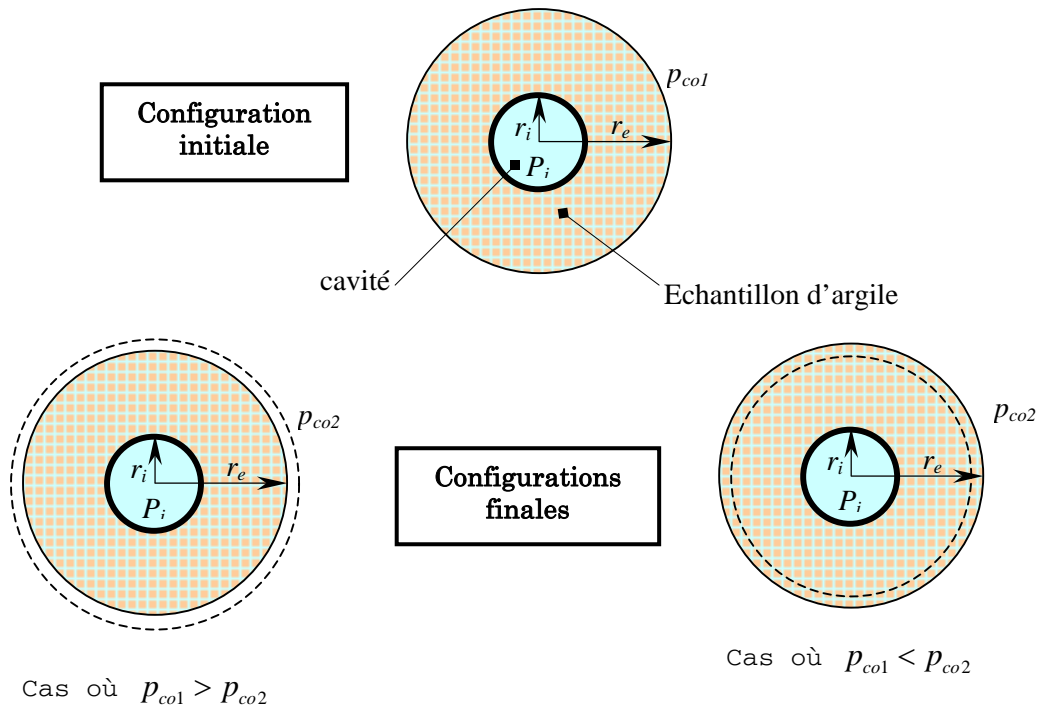 Configuration
initiale
p_co1
r_i
r_e
P_i
cavité
Echantillon d'argile
p_co2
r_i
r_e
P_i
Configurations
finales
p_co2
r_i
r_e
P_i
Cas où p_co1 > p_co2
Cas où p_co1 < p_co2